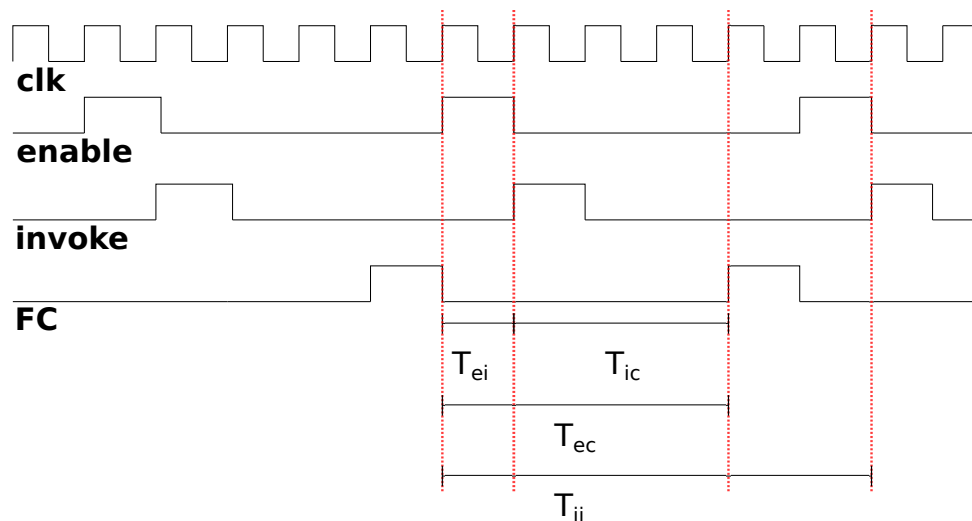 clk
enable
invoke
FC
T_ei
T_ic
T_ec
T_ii